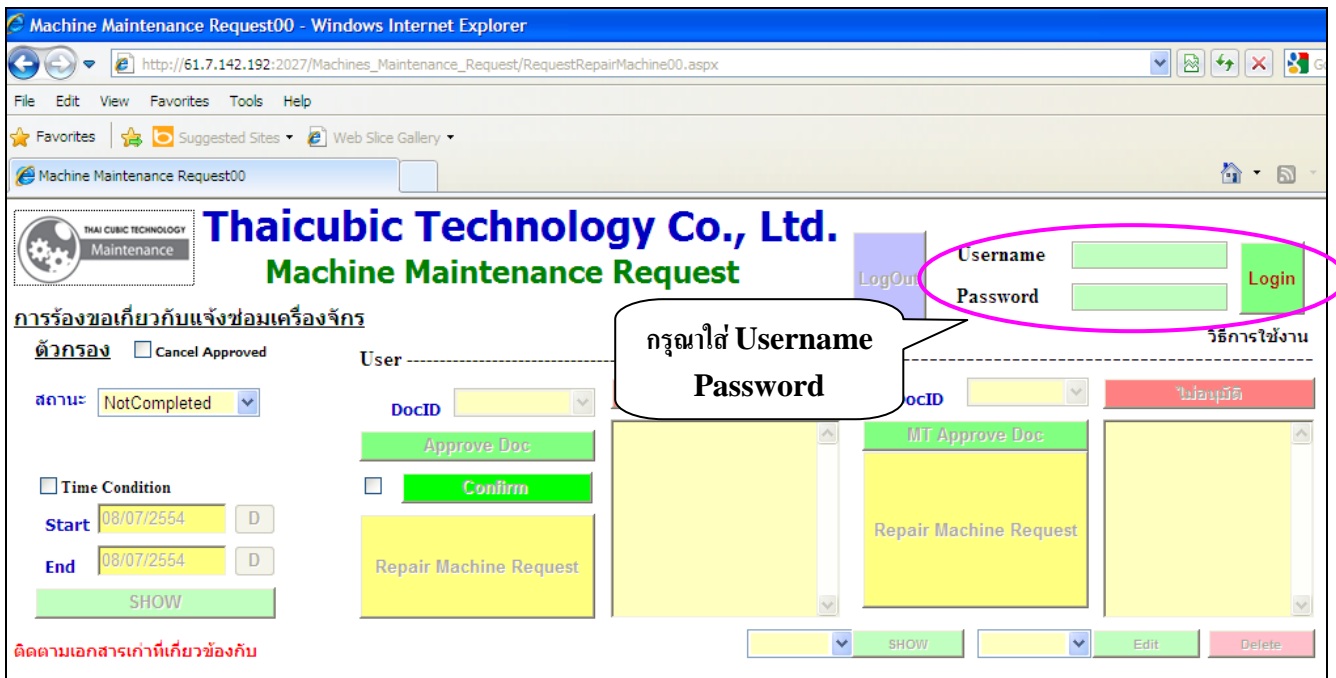 Machine Maintenance Request00 - Windows Internet Explorer
http://61.7.142.192:2027/Machines_Maintenance_Request/RequestRepairMachine00.aspx
File Edit View Favorites Tools Help
Favorites Suggested Sites Web Slice Gallery
Machine Maintenance Request00
THAI CUBIC TECHNOLOGY
Maintenance
Thaicubic Technology Co., Ltd.
Machine Maintenance Request
LogOut
Username
Password
Login
การร้องขอเกี่ยวกับแจ้งซ่อมเครื่องจักร
กรุณาใส่ Username
Password
วิธีการใช้งาน
ตัวกรอง Cancel Approved
User
สถานะ NotCompleted
DocID
DocID
ไม่อนุมัติ
Approve Doc
MT Approve Doc
Time Condition
Confirm
Start 08/07/2554 D
End 08/07/2554 D
Repair Machine Request
Repair Machine Request
SHOW
ติดตามเอกสารเก่าที่เกี่ยวข้องกับ
SHOW Edit Delete